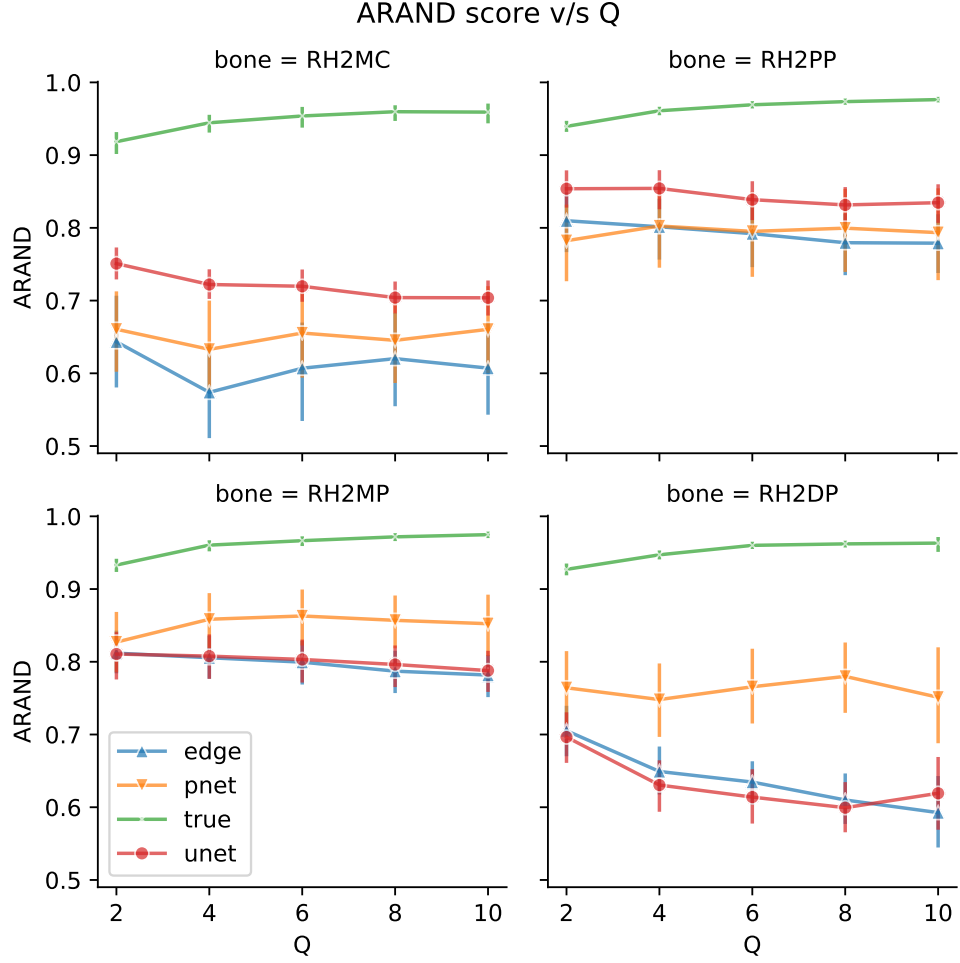 ARAND score v/s Q
bone = RH2MC
bone = RH2PP
1.0
0.9
0.8
0.7
0.6
0.5
ARAND
bone = RH2MP
bone = RH2DP
1.0
0.9
0.8
0.7
0.6
0.5
ARAND
edge
pnet
true
unet
2 4 6 8 10
2 4 6 8 10
Q
Q